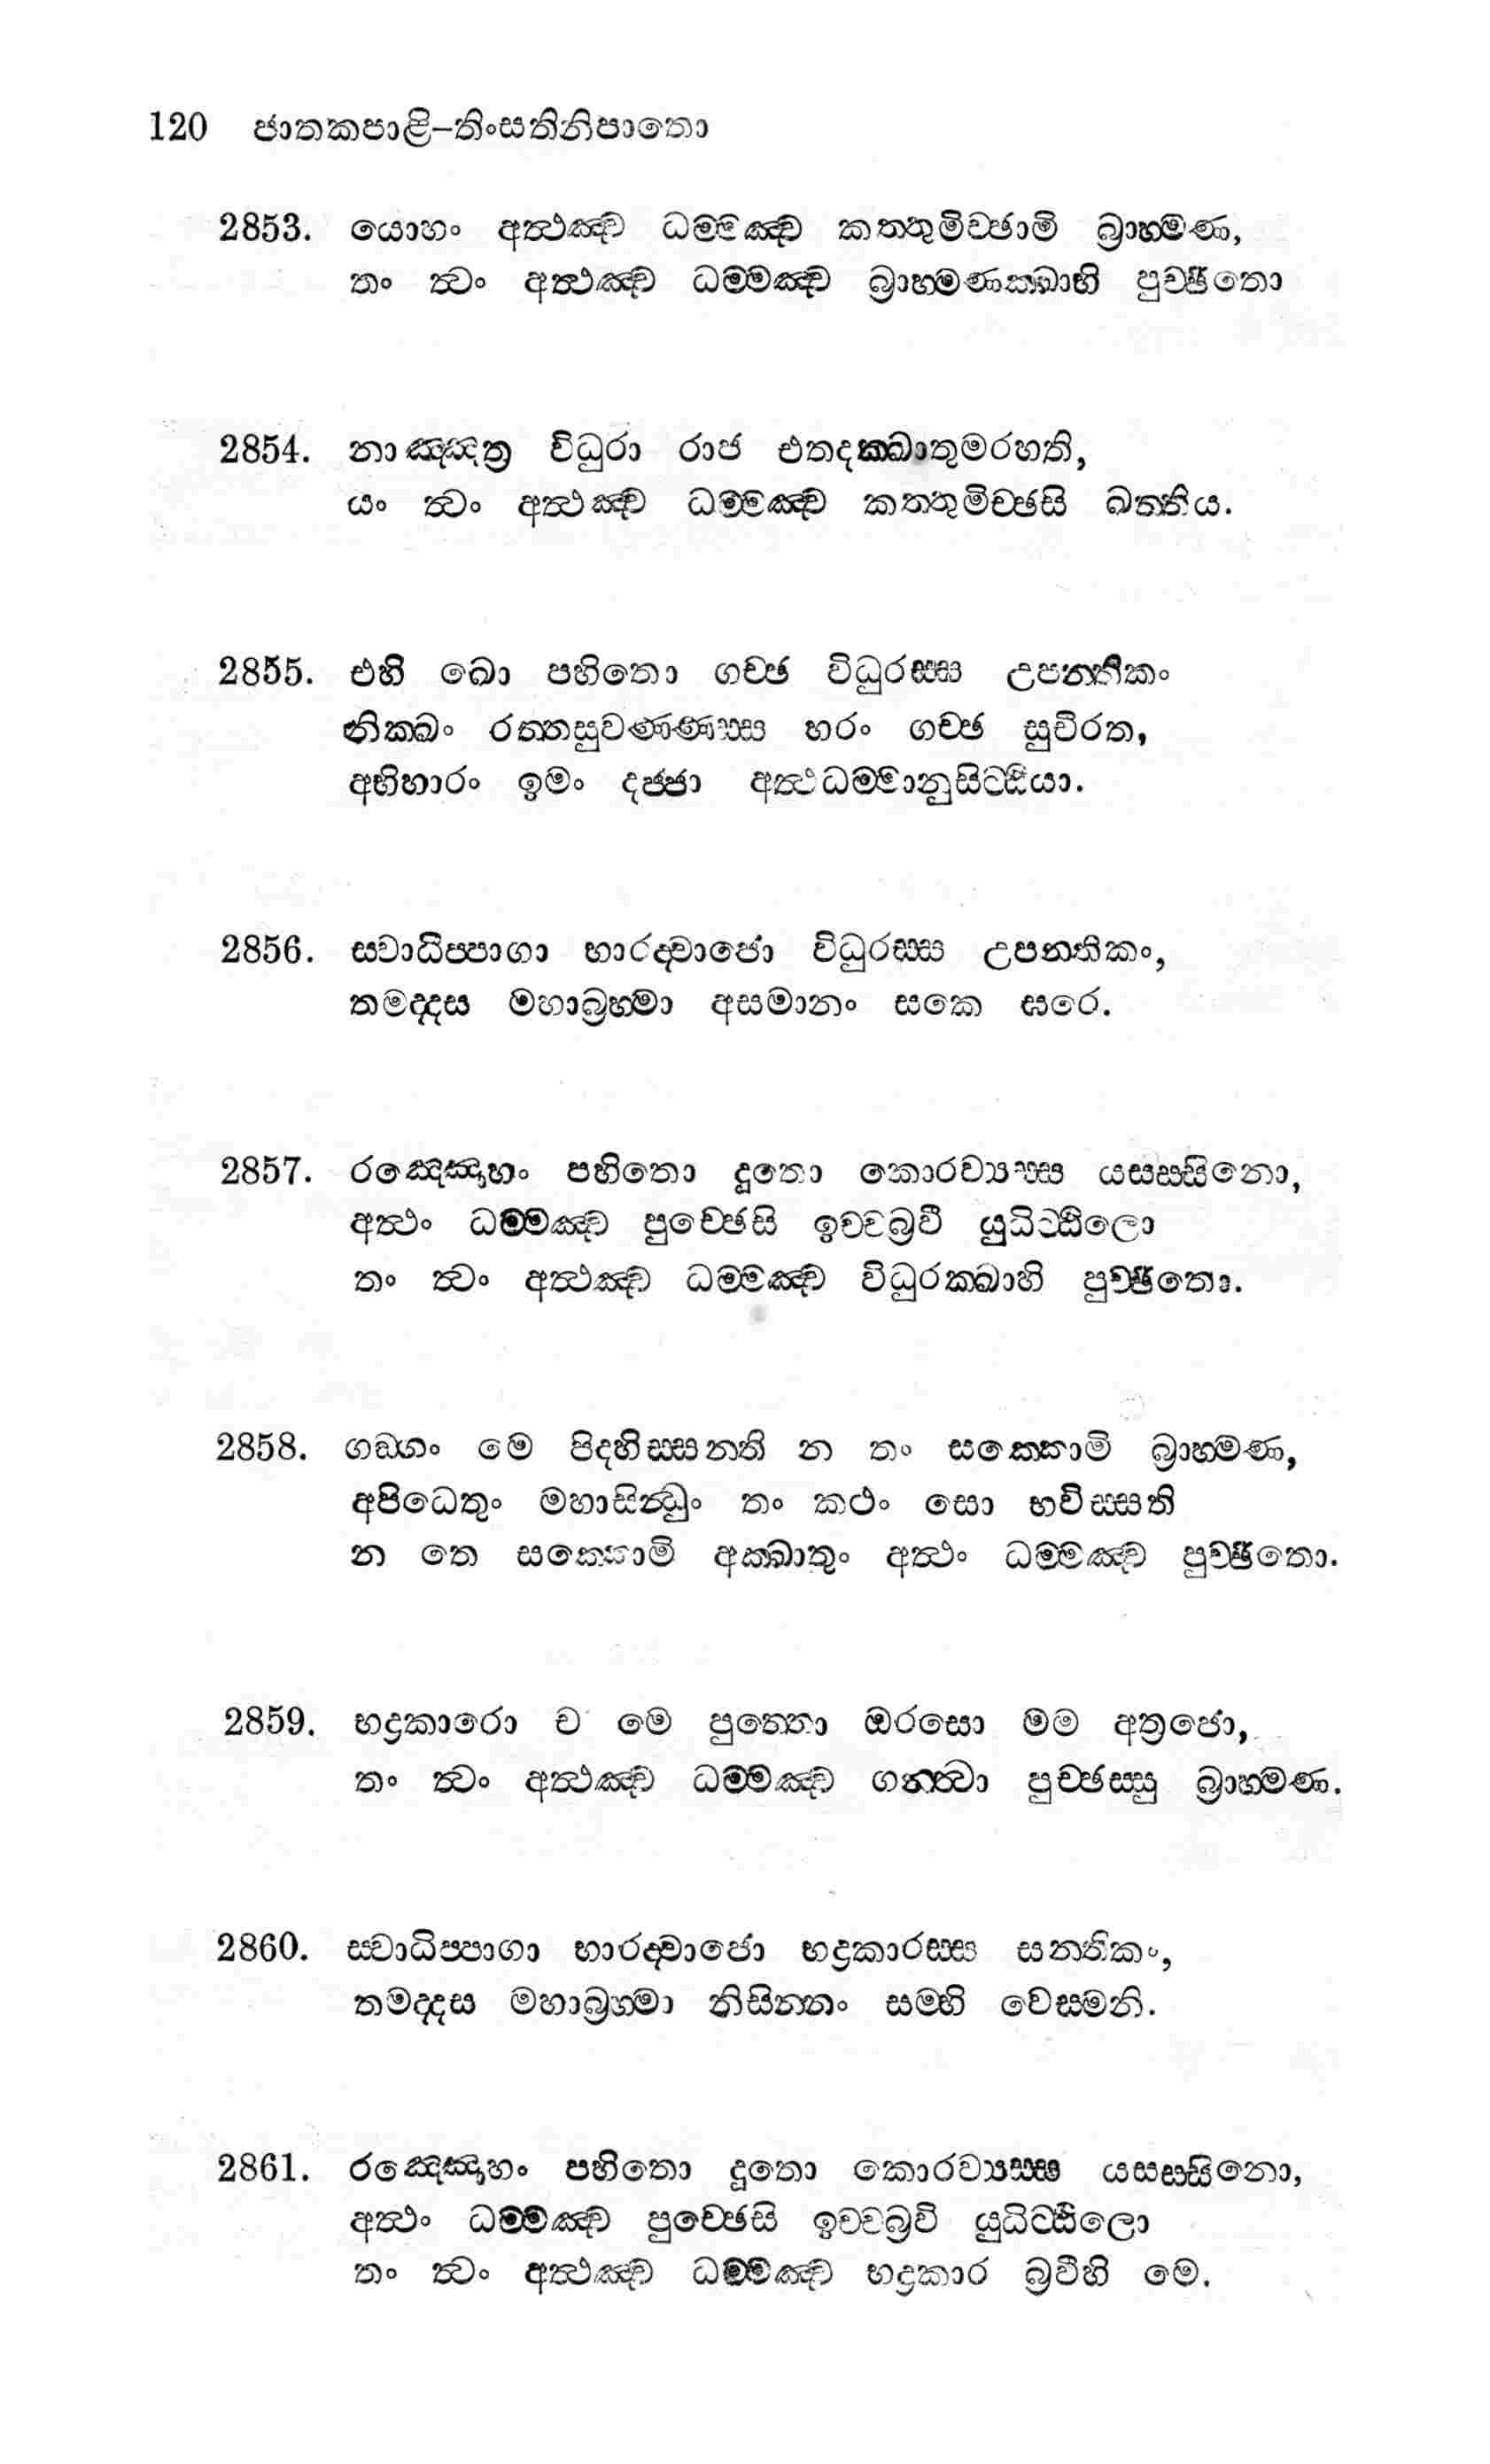 120 ජාතකපාළි–තිංසතිනිපාතො
2853. යොහං අත්ථඤ්ච ධම්මඤ්ච කත්තුමිච්ඡාමි බ්‍රාහ්මණ,
තං ත්වං අත්ථඤ්ච ධම්මඤ්ච බ්‍රාහ්මණක්ඛාහි පුච්ඡිතො
2854. නාඤ්ඤත්‍ර විධුරා රාජ එතදක්ඛාතුමරහති,
යං ත්වං අත්ථඤ්ච ධම්මඤ්ච කත්තුමිච්ඡසි ඛත්තිය.
2855. එහි ඛො පහිතො ගච්ඡ විධුරස්ස උපන්තිකං
නික්ඛං රත්තසුවණ්ණස්ස හරං ගච්ඡ සුචිරත,
අභිහාරං ඉමං දජ්ජා අත්ථධම්මානුසිට්ඨියා.
2856. ස්වාධිප්පාගා භාරද්වාජො විධුරස්ස උපන්තිකං,
තමද්දස මහාබ්‍රහ්මා අසමානං සකෙ ඝරෙ.
2857. රඤ්ඤොහං පහිතො දූතො කොරව්‍යස්ස යසස්සිනො,
අත්ථං ධම්මඤ්ච පුච්ඡෙසි ඉච්චබ්‍රවී යුධිට්ඨිලො
තං ත්වං අත්ථඤ්ච ධම්මඤ්ච විධුරක්ඛාහි පුච්ඡිතො.
2858. ගඞ්ගං මෙ පිදහිස්සන්ති න තං සක්කොමි බ්‍රාහ්මණ,
අපිධෙතුං මහාසින්ධුං තං කථං සො භවිස්සති
න තෙ සක්කොමි අක්ඛාතුං අත්ථං ධම්මඤ්ච පුච්ඡිතො.
2859. භද්‍රකාරො ච මෙ පුත්තො ඔරසො මම අත්‍රජො,
තං ත්වං අත්ථඤ්ච ධම්මඤ්ච ගන්ත්වා පුච්ඡස්සු බ්‍රාහ්මණ.
2860. ස්වාධිප්පාගා භාරද්වාජො භද්‍රකාරස්ස සන්තිකං,
තමද්දස මහාබ්‍රහ්මා නිසින්නං සම්හි වෙස්මනි.
2861. රඤ්ඤොහං පහිතො දූතො කොරව්‍යස්ස යසස්සිනො,
අත්ථං ධම්මඤ්ච පුච්ඡෙසි ඉච්චබ්‍රවි යුධිට්ඨිලො
තං ත්වං අත්ථඤ්ච ධම්මඤ්ච භද්‍රකාර බ්‍රවීහි මෙ.